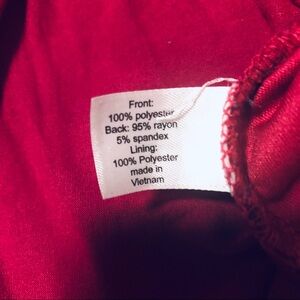 Front:
100% polyester
Back: 95% rayon
5% spandex
Lining:
100% Polyester
made in
Vietnam